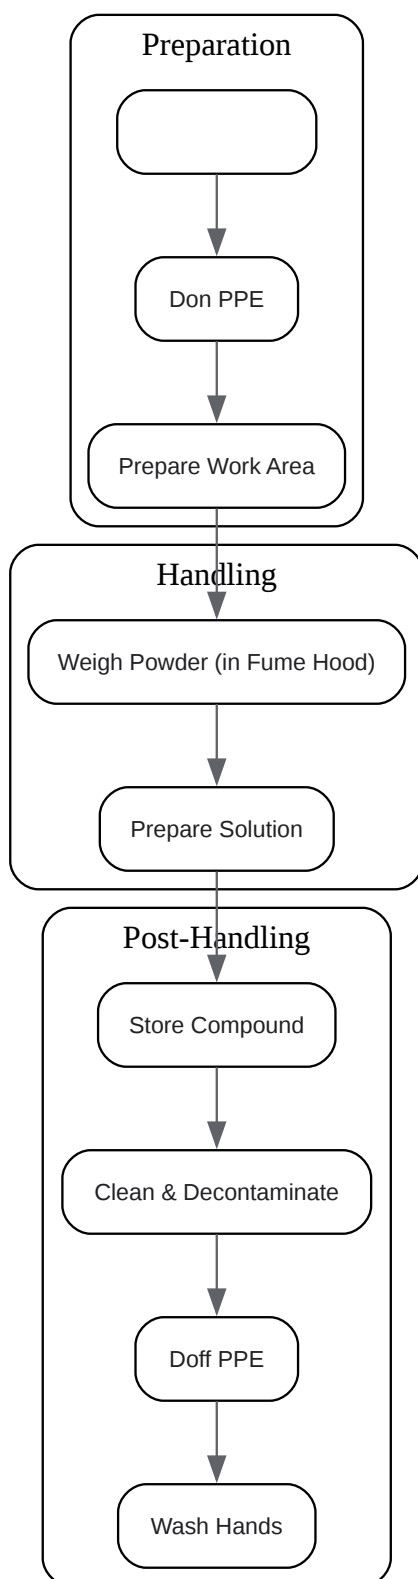 Preparation
Don PPE
Prepare Work Area
Handling
Weigh Powder (in Fume Hood)
Prepare Solution
Post-Handling
Store Compound
Clean & Decontaminate
Doff PPE
Wash Hands